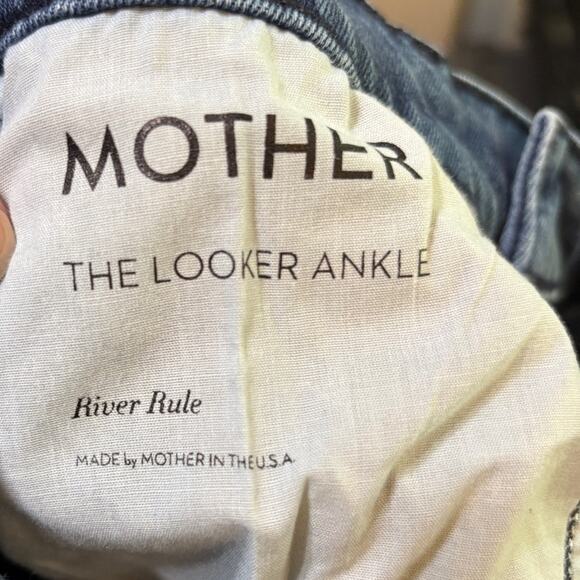 MOTHER
THE LOOKER ANKLE
River Rule
MADE by MOTHER IN THE U.S.A.